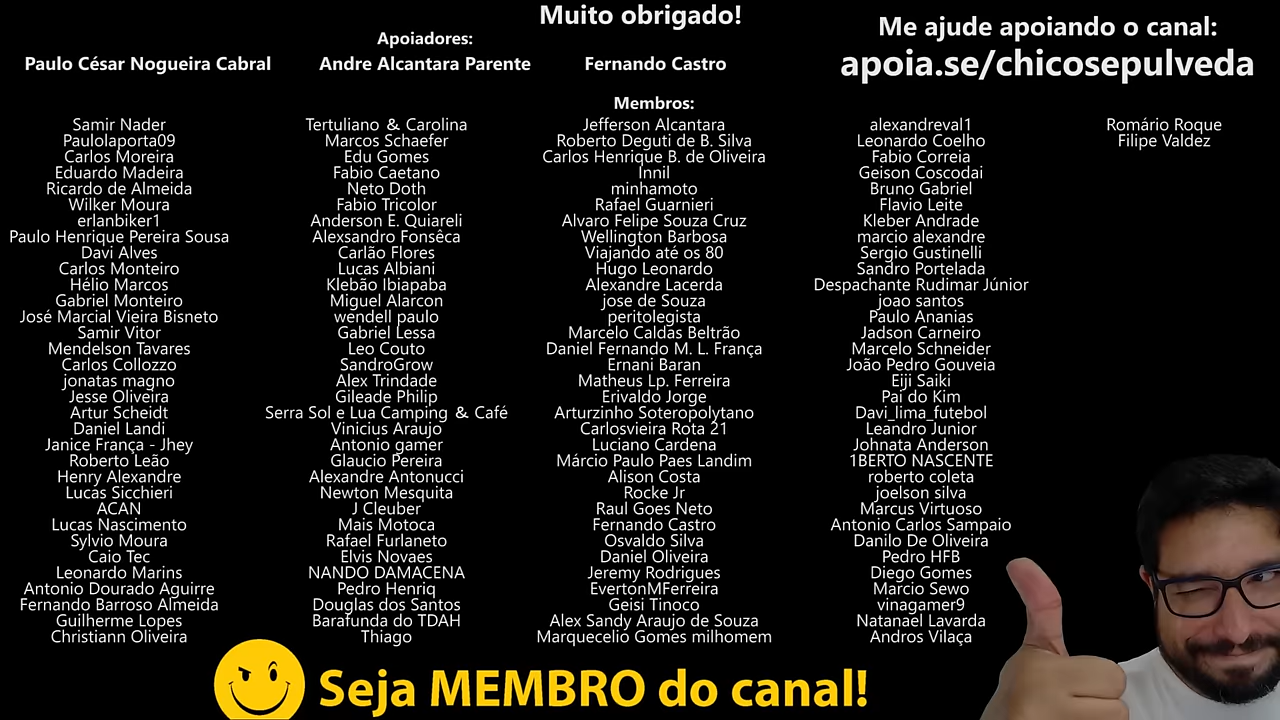 Muito obrigado!
Me ajude apoiando o canal:
apoia.se/chicosepulveda
Apoiadores:
Paulo César Nogueira Cabral
Andre Alcantara Parente
Fernando Castro
Membros:
Samir Nader
Paulolaporta09
Carlos Moreira
Eduardo Madeira
Ricardo de Almeida
Wilker Moura
erlanbiker1
Paulo Henrique Pereira Sousa
Davi Alves
Carlos Monteiro
Hélio Marcos
Gabriel Monteiro
José Marcial Vieira Bisneto
Samir Vitor
Mendelson Tavares
Carlos Collozzo
jonatas magno
Jesse Oliveira
Artur Scheidt
Daniel Landi
Janice França - Jhey
Roberto Leão
Henry Alexandre
Lucas Sicchieri
ACAN
Lucas Nascimento
Sylvio Moura
Caio Tec
Leonardo Marins
Antonio Dourado Aguirre
Fernando Barroso Almeida
Guilherme Lopes
Christiann Oliveira
Tertuliano & Carolina
Marcos Schaefer
Edu Gomes
Fabio Caetano
Neto Doth
Fabio Tricolor
Anderson E. Quiareli
Alexsandro Fonsêca
Carlão Flores
Lucas Albiani
Klebão Ibiapaba
Miguel Alarcon
wendell paulo
Gabriel Lessa
Leo Couto
SandroGrow
Alex Trindade
Gileade Philip
Serra Sol e Lua Camping & Café
Vinicius Araujo
Antonio gamer
Glaucio Pereira
Alexandre Antonucci
Newton Mesquita
J Cleuber
Mais Motoca
Rafael Furlaneto
Elvis Novaes
NANDO DAMACENA
Pedro Henriq
Douglas dos Santos
Barafunda do TDAH
Thiago
Jefferson Alcantara
Roberto Deguti de B. Silva
Carlos Henrique B. de Oliveira
Innil
minhamoto
Rafael Guarnieri
Alvaro Felipe Souza Cruz
Wellington Barbosa
Viajando até os 80
Hugo Leonardo
Alexandre Lacerda
jose de Souza
peritolegista
Marcelo Caldas Beltrão
Daniel Fernando M. L. França
Ernani Baran
Matheus Lp. Ferreira
Erivaldo Jorge
Arturzinho Soteropolytano
Carlosvieira Rota 21
Luciano Cardena
Márcio Paulo Paes Landim
Alison Costa
Rocke Jr
Raul Goes Neto
Fernando Castro
Osvaldo Silva
Daniel Oliveira
Jeremy Rodrigues
EvertonMFerreira
Geisi Tinoco
Alex Sandy Araujo de Souza
Marquecelio Gomes milhomem
alexandreval1
Leonardo Coelho
Fabio Correia
Geison Coscodai
Bruno Gabriel
Flavio Leite
Kleber Andrade
marcio alexandre
Sergio Gustinelli
Sandro Portelada
Despachante Rudimar Júnior
joao santos
Paulo Ananias
Jadson Carneiro
Marcelo Schneider
João Pedro Gouveia
Eiji Saiki
Pai do Kim
Davi_lima_futebol
Leandro Junior
Johnata Anderson
1BERTO NASCENTE
roberto coleta
joelson silva
Marcus Virtuoso
Antonio Carlos Sampaio
Danilo De Oliveira
Pedro HFB
Diego Gomes
Marcio Sewo
vinagamer9
Natanael Lavarda
Andros Vilaça
Romário Roque
Filipe Valdez
Seja MEMBRO do canal!